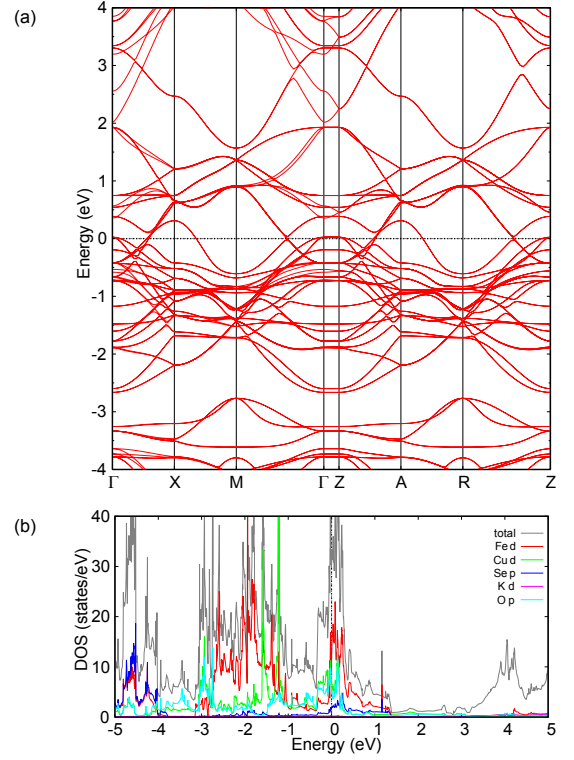 (a)
4
3
2
1
0
-1
-2
-3
-4
Energy (eV)
Γ X M Γ Z A R Z
(b)
40
30
20
10
0
DOS (states/eV)
total
Fe d
Cu d
Se p
K d
O p
-5 -4 -3 -2 -1 0 1 2 3 4 5
Energy (eV)